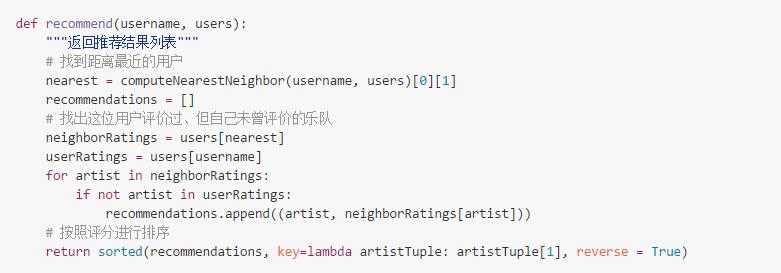 def recommend(username, users):
    """返回推荐结果列表"""
    # 找到距离最近的用户
    nearest = computeNearestNeighbor(username, users)[0][1]
    recommendations = []
    # 找出这位用户评价过、但自己未曾评价的乐队
    neighborRatings = users[nearest]
    userRatings = users[username]
    for artist in neighborRatings:
        if not artist in userRatings:
            recommendations.append((artist, neighborRatings[artist]))
    # 按照评分进行排序
    return sorted(recommendations, key=lambda artistTuple: artistTuple[1], reverse = True)